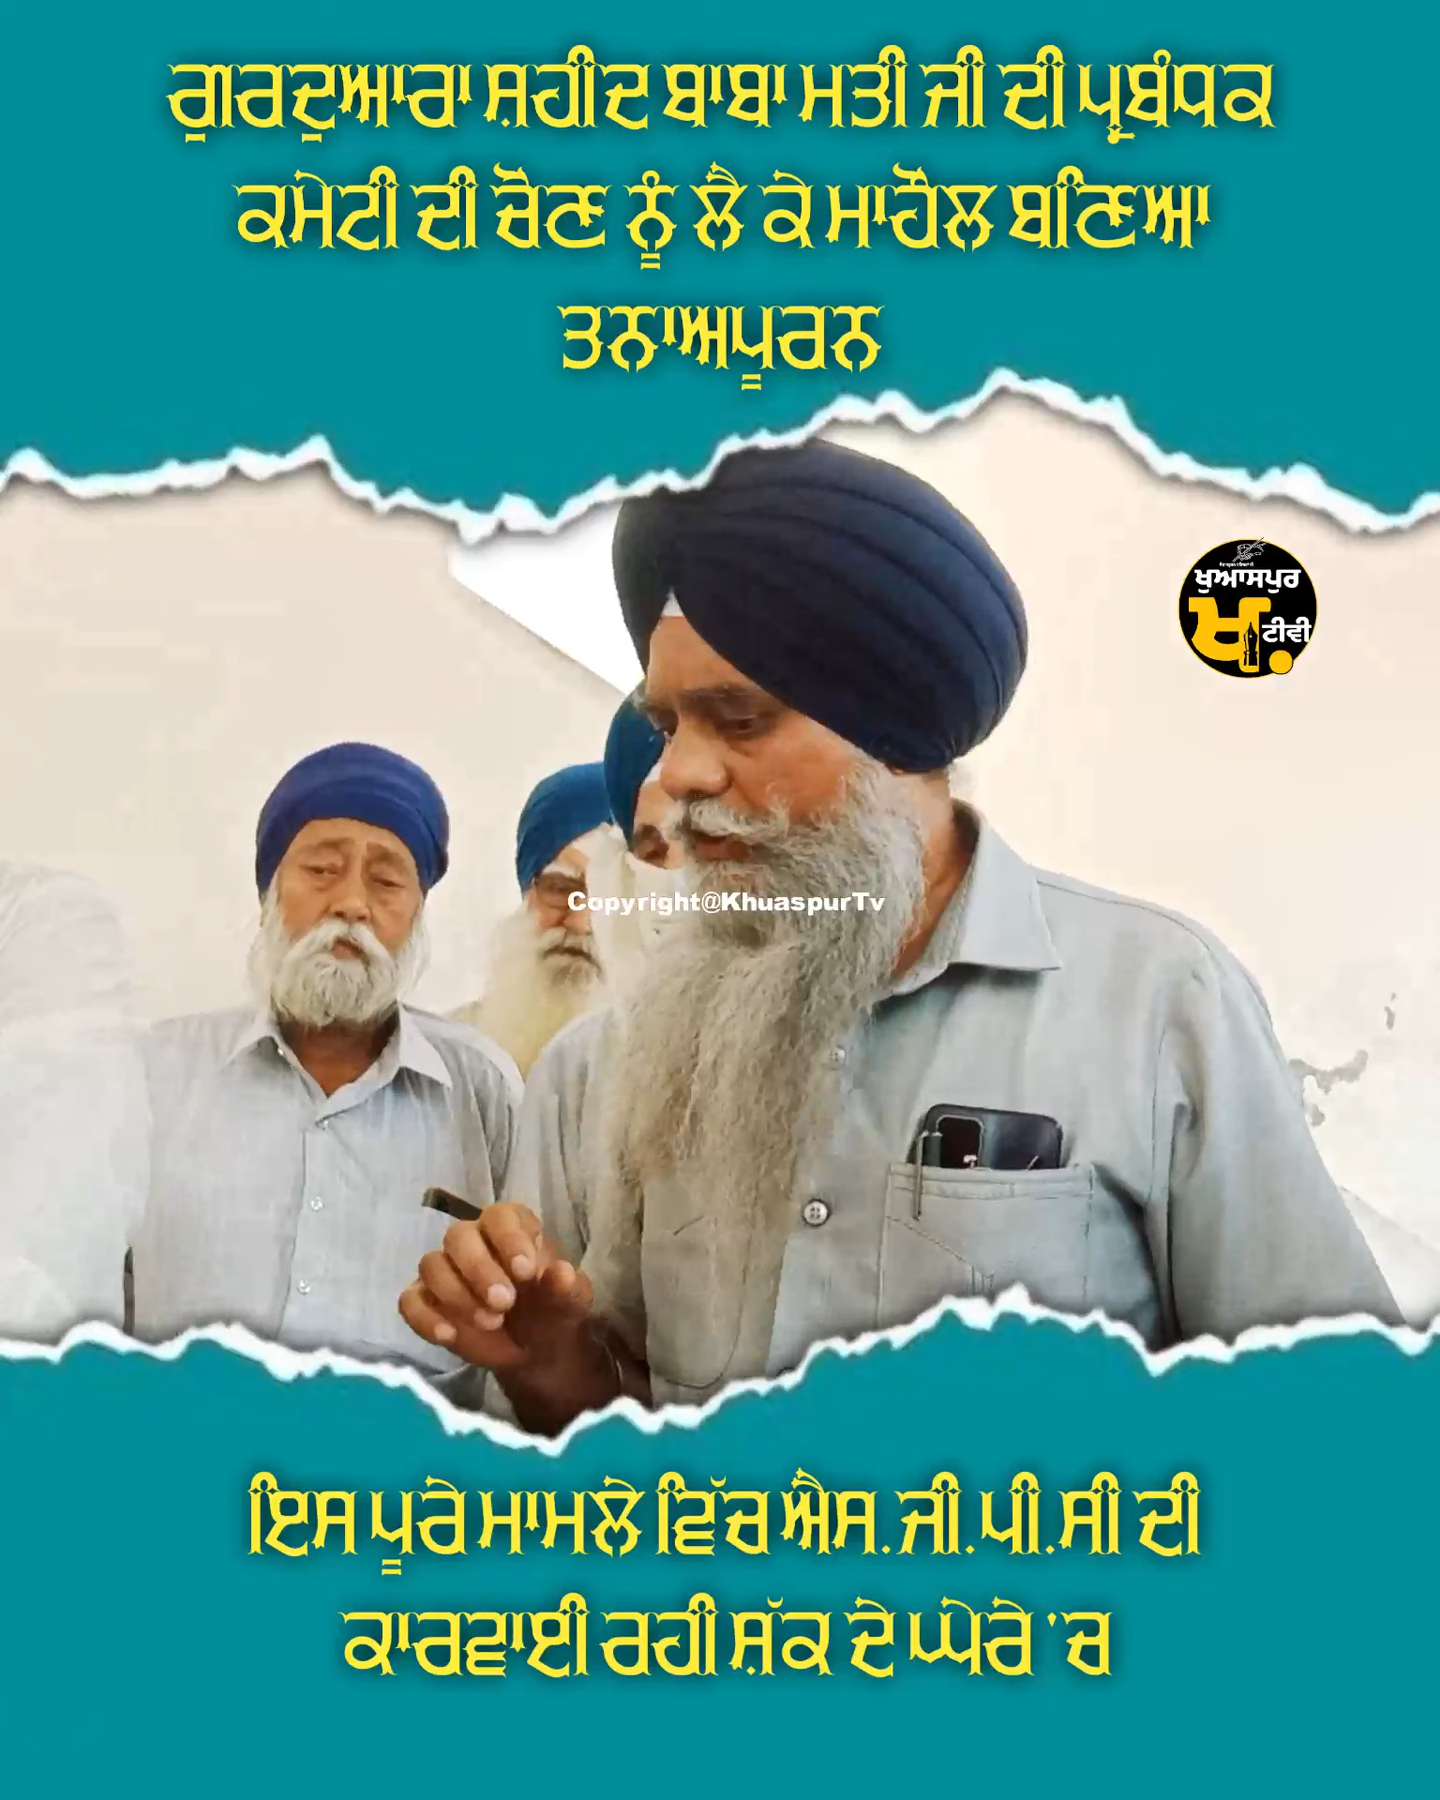 ਗੁਰਦੁਆਰਾ ਸ਼ਹੀਦ ਬਾਬਾ ਮਤੀ ਜੀ ਦੀ ਪ੍ਰਬੰਧਕ
ਕਮੇਟੀ ਦੀ ਚੋਣ ਨੂੰ ਲੈ ਕੇ ਮਾਹੌਲ ਬਣਿਆ
ਤਨਾਅਪੂਰਨ
ਖੁਆਸਪੁਰ
ਖ਼
ਟੀਵੀ
Copyright@KhuaspurTv
ਇਸ ਪੂਰੇ ਮਾਮਲੇ ਵਿੱਚ ਐਸ.ਜੀ.ਪੀ.ਸੀ ਦੀ
ਕਾਰਵਾਈ ਰਹੀ ਸ਼ੱਕ ਦੇ ਘੇਰੇ 'ਚ